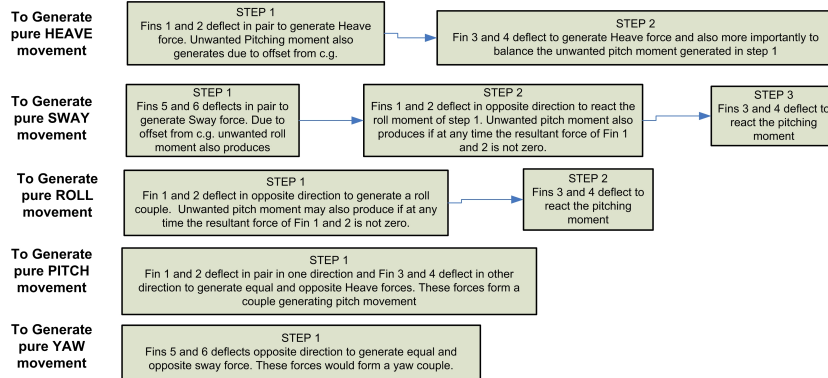 To Generate
pure HEAVE
movement
STEP 1
Fins 1 and 2 defect in pair to generate Heave
force. Unwanted Pitching moment also
generates due to offset from c.g.
STEP 2
Fin 3 and 4 defect to generate Heave force and also more importantly to
balance the unwanted pitch moment generated in step 1
To Generate
pure SWAY
movement
STEP 1
Fins 5 and 6 defects in pair to
generate Sway force. Due to
offset from c.g. unwanted roll
moment also produces
STEP 2
Fins 1 and 2 defect in opposite direction to react the
roll moment of step 1. Unwanted pitch moment also
produces if at any time the resultant force of Fin 1
and 2 is not zero.
STEP 3
Fins 3 and 4 defect to
react the pitching
moment
To Generate
pure ROLL
movement
STEP 1
Fin 1 and 2 defect in opposite direction to generate a roll
couple. Unwanted pitch moment may also produce if at any
time the resultant force of Fin 1 and 2 is not zero.
STEP 2
Fins 3 and 4 defect to
react the pitching
moment
To Generate
pure PITCH
movement
STEP 1
Fin 1 and 2 defect in pair in one direction and Fin 3 and 4 defect in other
direction to generate equal and opposite Heave forces. These forces form a
couple generating pitch movement
To Generate
pure YAW
movement
STEP 1
Fins 5 and 6 defects opposite direction to generate equal and
opposite sway force. These forces would form a yaw couple.